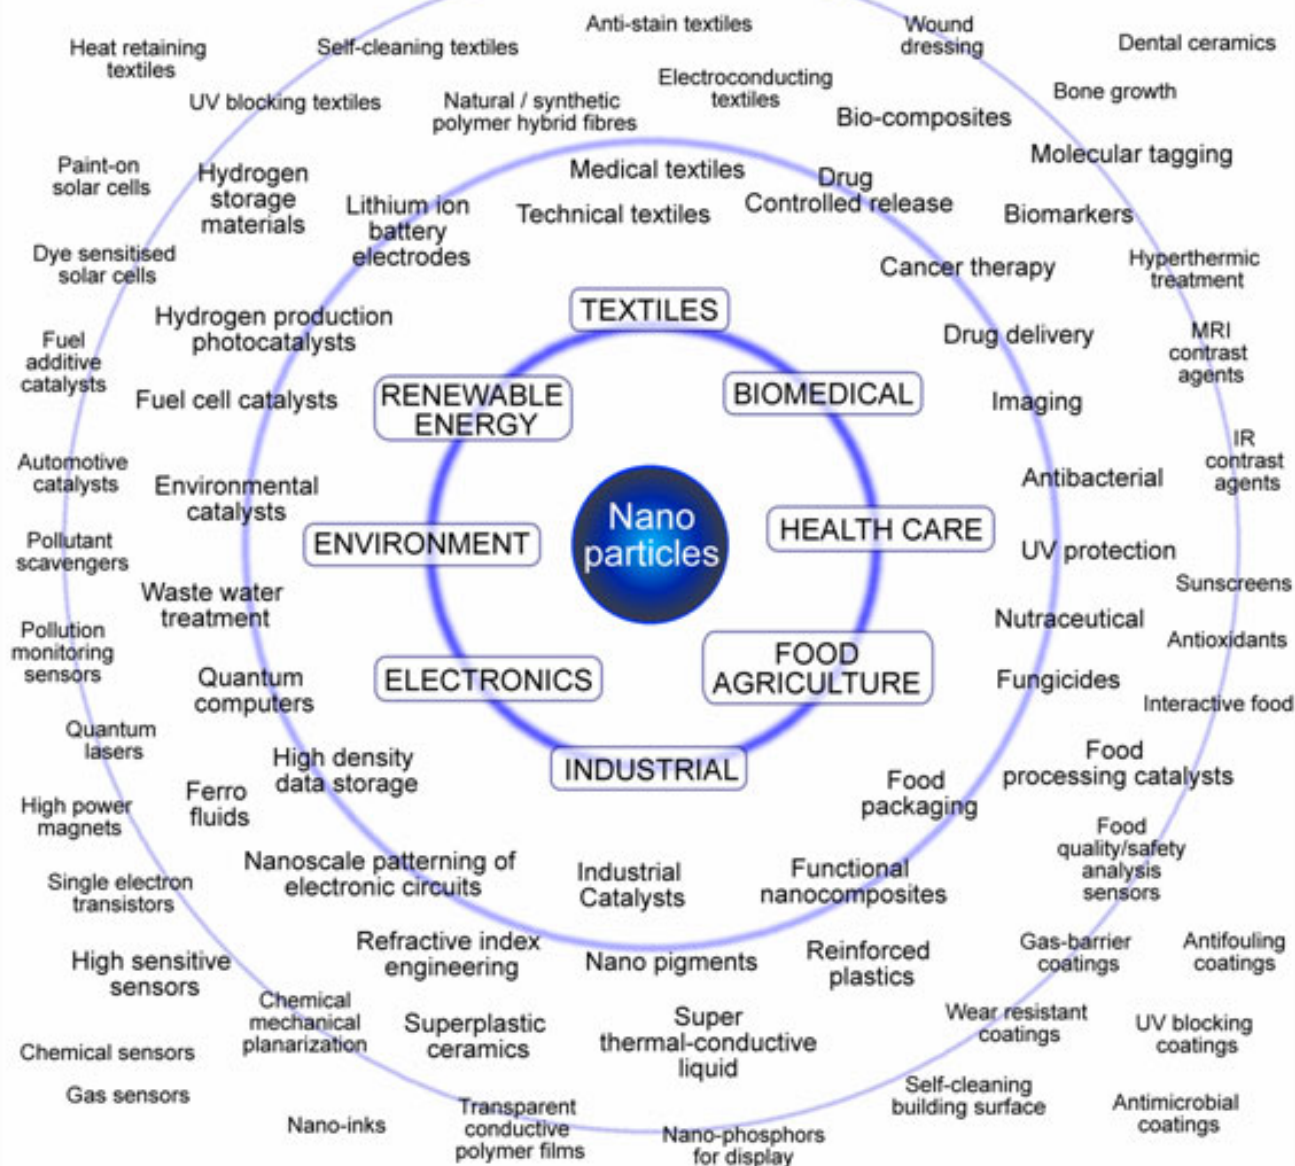 Anti-stain textiles
Wound
dressing
Dental ceramics
Heat retaining
textiles
Self-cleaning textiles
Electroconducting
textiles
Bone growth
UV blocking textiles
Natural / synthetic
polymer hybrid fibres
Bio-composites
Molecular tagging
Paint-on
solar cells
Hydrogen
storage
materials
Medical textiles
Drug
Controlled release
Lithium ion
battery
electrodes
Technical textiles
Biomarkers
Dye sensitised
solar cells
Cancer therapy
Hyperthermic
treatment
TEXTILES
Hydrogen production
photocatalysts
Drug delivery
MRI
contrast
agents
Fuel
additive
catalysts
RENEWABLE
ENERGY
BIOMEDICAL
Fuel cell catalysts
Imaging
IR
contrast
agents
Automotive
catalysts
Environmental
catalysts
Antibacterial
Nano
particles
ENVIRONMENT
HEALTH CARE
Pollutant
scavengers
UV protection
Sunscreens
Waste water
treatment
Nutraceutical
Antioxidants
Pollution
monitoring
sensors
FOOD
AGRICULTURE
ELECTRONICS
Quantum
computers
Fungicides
Interactive food
Quantum
lasers
INDUSTRIAL
High density
data storage
Food
processing catalysts
Ferro
fluids
Food
packaging
High power
magnets
Food
quality/safety
analysis
sensors
Nanoscale patterning of
electronic circuits
Industrial
Catalysts
Functional
nanocomposites
Single electron
transistors
Refractive index
engineering
Nano pigments
Reinforced
plastics
Gas-barrier
coatings
Antifouling
coatings
High sensitive
sensors
Chemical
mechanical
planarization
Superplastic
ceramics
Super
thermal-conductive
liquid
Wear resistant
coatings
UV blocking
coatings
Chemical sensors
Gas sensors
Self-cleaning
building surface
Antimicrobial
coatings
Nano-inks
Transparent
conductive
polymer films
Nano-phosphors
for display